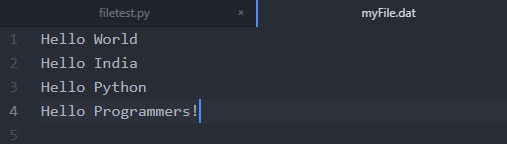 filetest.py × myFile.dat
1 Hello World
2 Hello India
3 Hello Python
4 Hello Programmers!
5